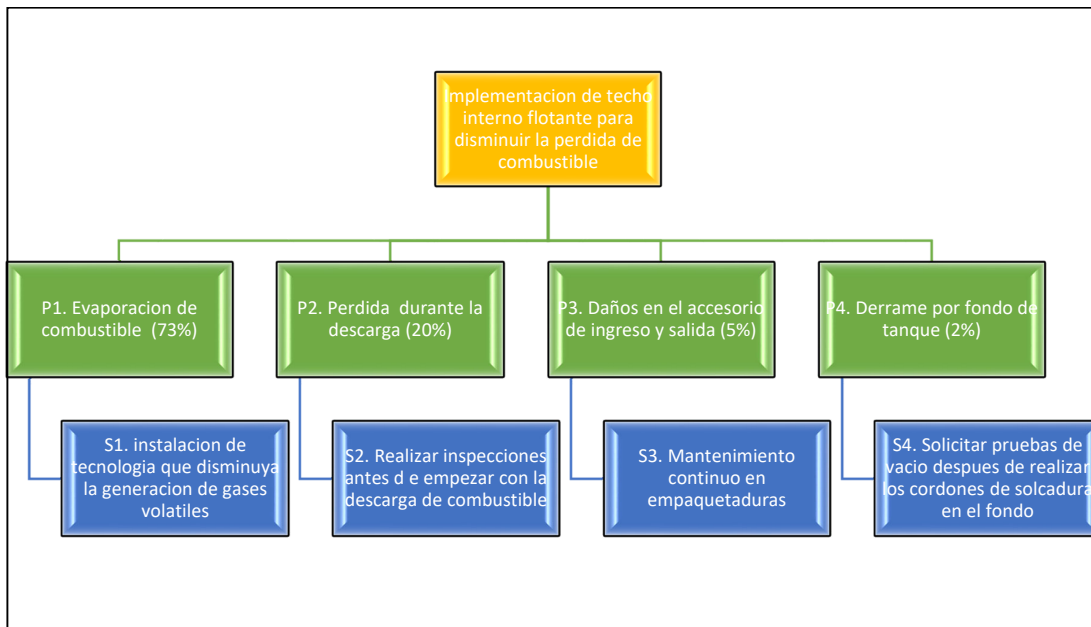 Implementacion de techo
interno flotante para
disminuir la perdida de
combustible
P1. Evaporacion de
combustible (73%)
P2. Perdida durante la
descarga (20%)
P3. Daños en el accesorio
de ingreso y salida (5%)
P4. Derrame por fondo de
tanque (2%)
S1. instalacion de
tecnologia que disminuya
la generacion de gases
volatiles
S2. Realizar inspecciones
antes d e empezar con la
descarga de combustible
S3. Mantenimiento
continuo en
empaquetaduras
S4. Solicitar pruebas de
vacio despues de realizar
los cordones de solcadura
en el fondo